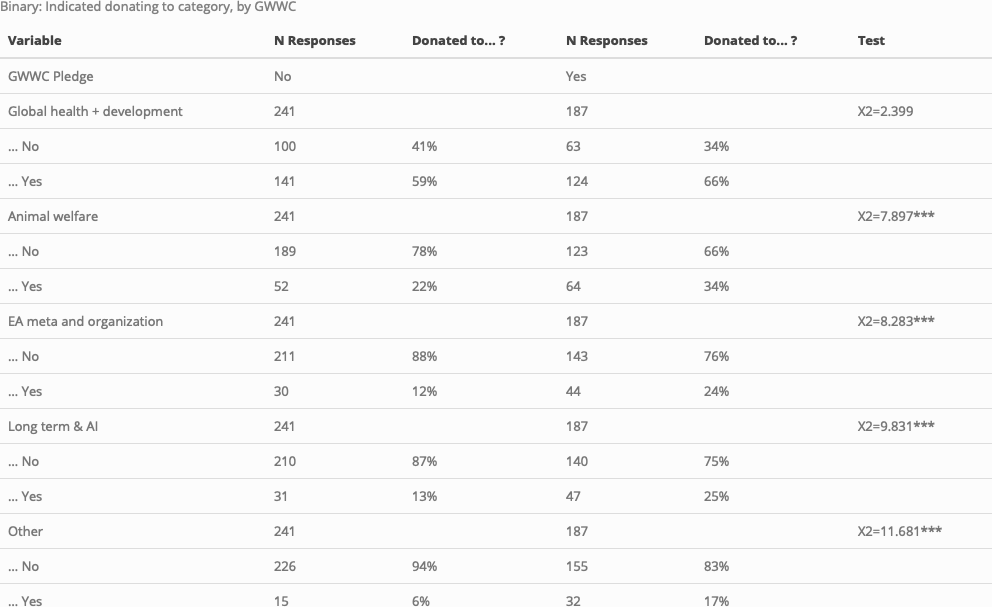 Binary: Indicated donating to category, by GWWC
Variable N Responses Donated to... ? N Responses Donated to... ? Test
GWWC Pledge No Yes
Global health + development 241 187 X2=2.399
... No 100 41% 63 34%
... Yes 141 59% 124 66%
Animal welfare 241 187 X2=7.897***
... No 189 78% 123 66%
... Yes 52 22% 64 34%
EA meta and organization 241 187 X2=8.283***
... No 211 88% 143 76%
... Yes 30 12% 44 24%
Long term & AI 241 187 X2=9.831***
... No 210 87% 140 75%
... Yes 31 13% 47 25%
Other 241 187 X2=11.681***
... No 226 94% 155 83%
... Yes 15 6% 32 17%